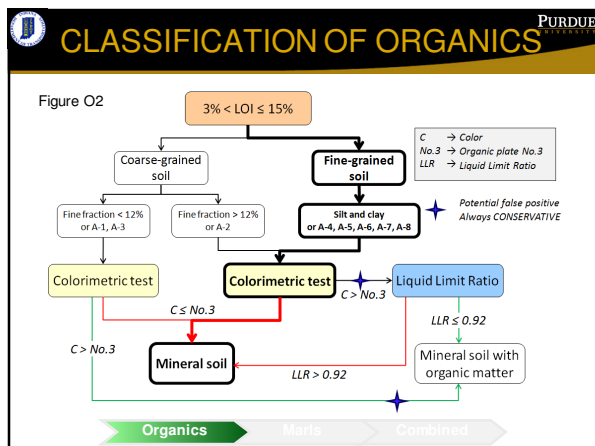 PURDUE
UNIVERSITY
CLASSIFICATION OF ORGANICS
Figure O2
3% < LOI ≤ 15%
C → Color
No.3 → Organic plate No.3
LLR → Liquid Limit Ratio
Coarse-grained
soil
Fine-grained
soil
Potential false positive
Always CONSERVATIVE
Fine fraction < 12%
or A-1, A-3
Fine fraction > 12%
or A-2
Silt and clay
or A-4, A-5, A-6, A-7, A-8
Colorimetric test
Colorimetric test
C > No.3
Liquid Limit Ratio
C ≤ No.3
LLR ≤ 0.92
C > No.3
Mineral soil
LLR > 0.92
Mineral soil with
organic matter
Organics
Marls
Combined